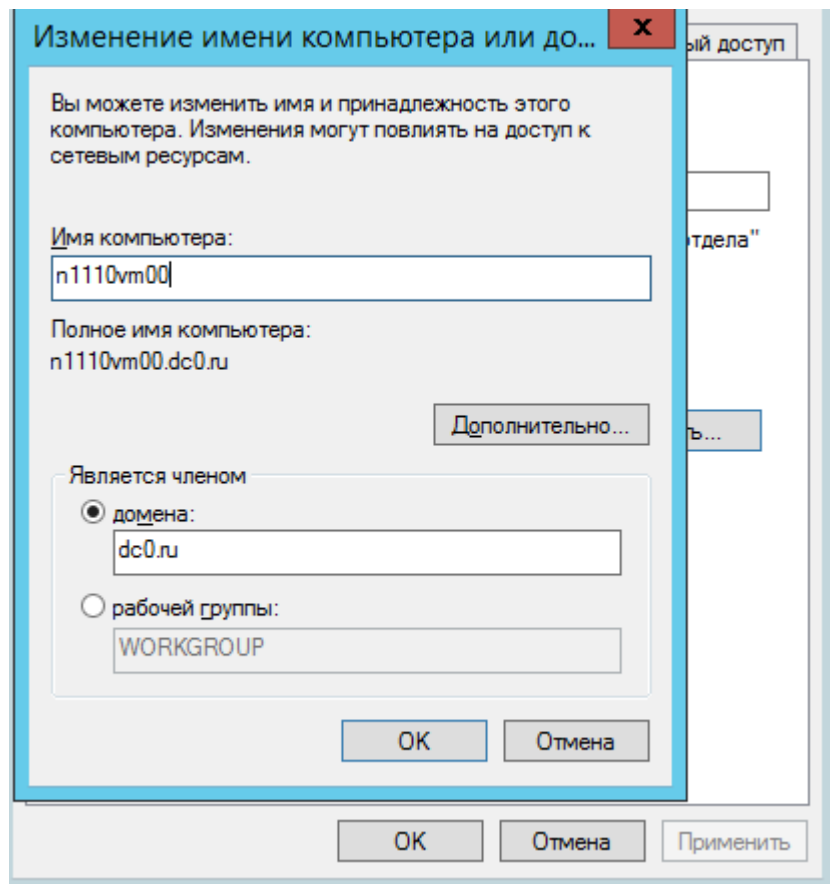 Изменение имени компьютера или до...
x
ый доступ
Вы можете изменить имя и принадлежность этого
компьютера. Изменения могут повлиять на доступ к
сетевым ресурсам.
Имя компьютера:
тдела"
n1110vm00
Полное имя компьютера:
n1110vm00.dc0.ru
Дополнительно...
ь...
Является членом
домена:
dc0.ru
рабочей группы:
WORKGROUP
OK
Отмена
OK
Отмена
Применить